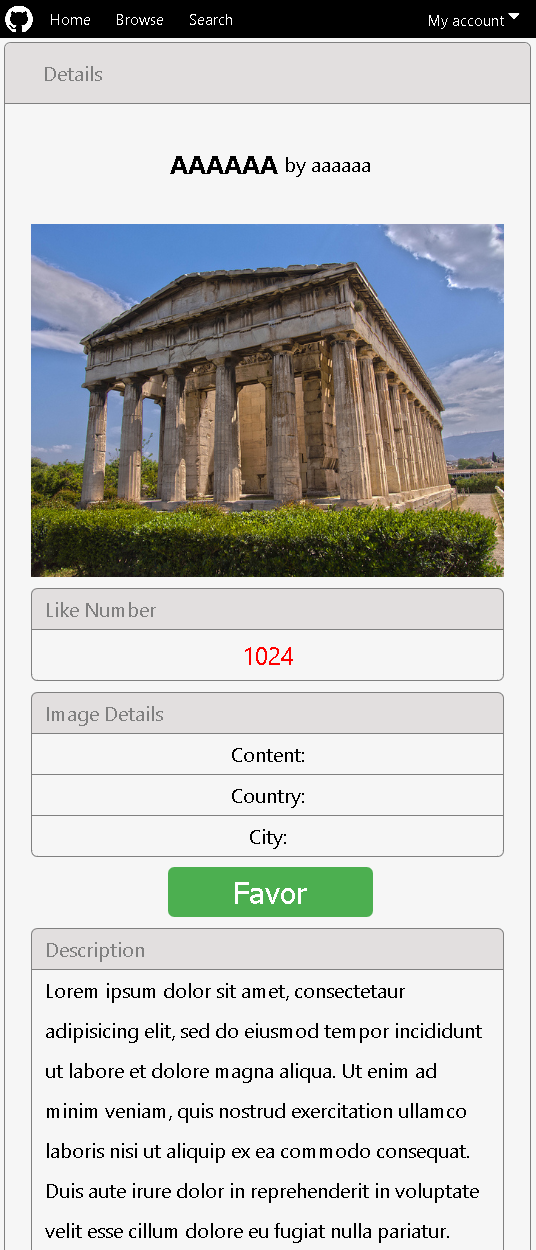 Home Browse Search My account
Details
AAAAAA by aaaaaa
Like Number
1024
Image Details
Content:
Country:
City:
Favor
Description
Lorem ipsum dolor sit amet, consectetaur
adipisicing elit, sed do eiusmod tempor incididunt
ut labore et dolore magna aliqua. Ut enim ad
minim veniam, quis nostrud exercitation ullamco
laboris nisi ut aliquip ex ea commodo consequat.
Duis aute irure dolor in reprehenderit in voluptate
velit esse cillum dolore eu fugiat nulla pariatur.